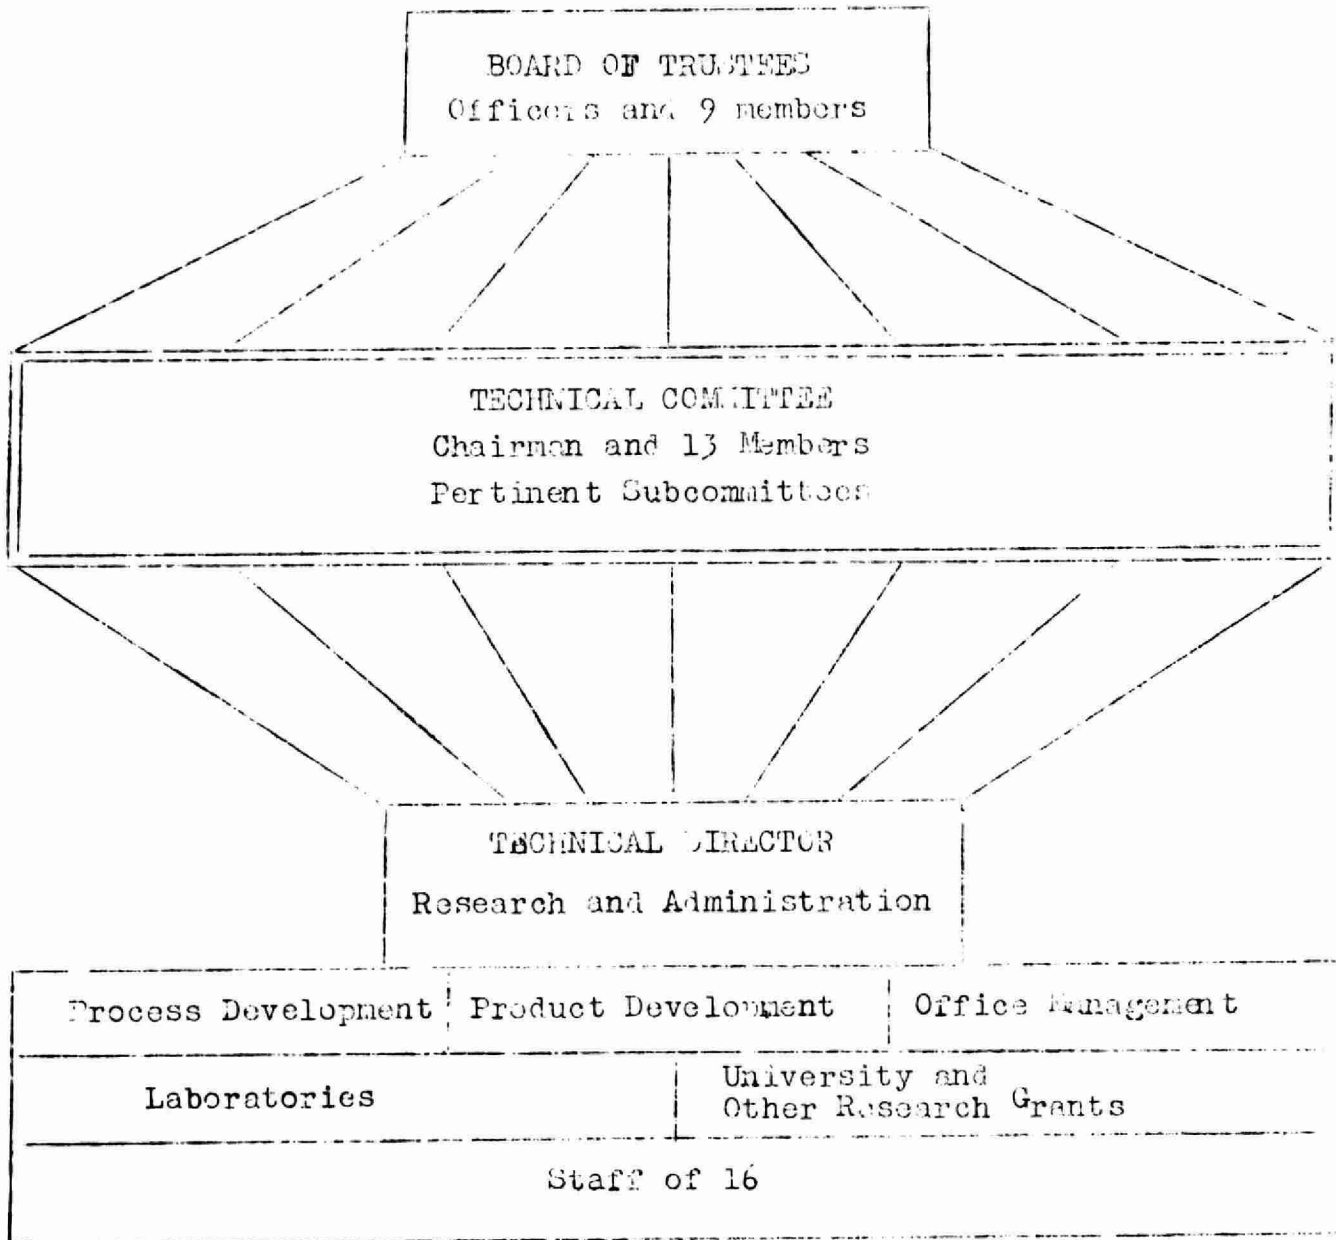 BOARD OF TRUSTEES
Officers and 9 members
TECHNICAL COMMITTEE
Chairman and 13 Members
Pertinent Subcommittees
TECHNICAL DIRECTOR
Research and Administration
Process Development Product Development Office Management
Laboratories
University and
Other Research Grants
Staff of 16